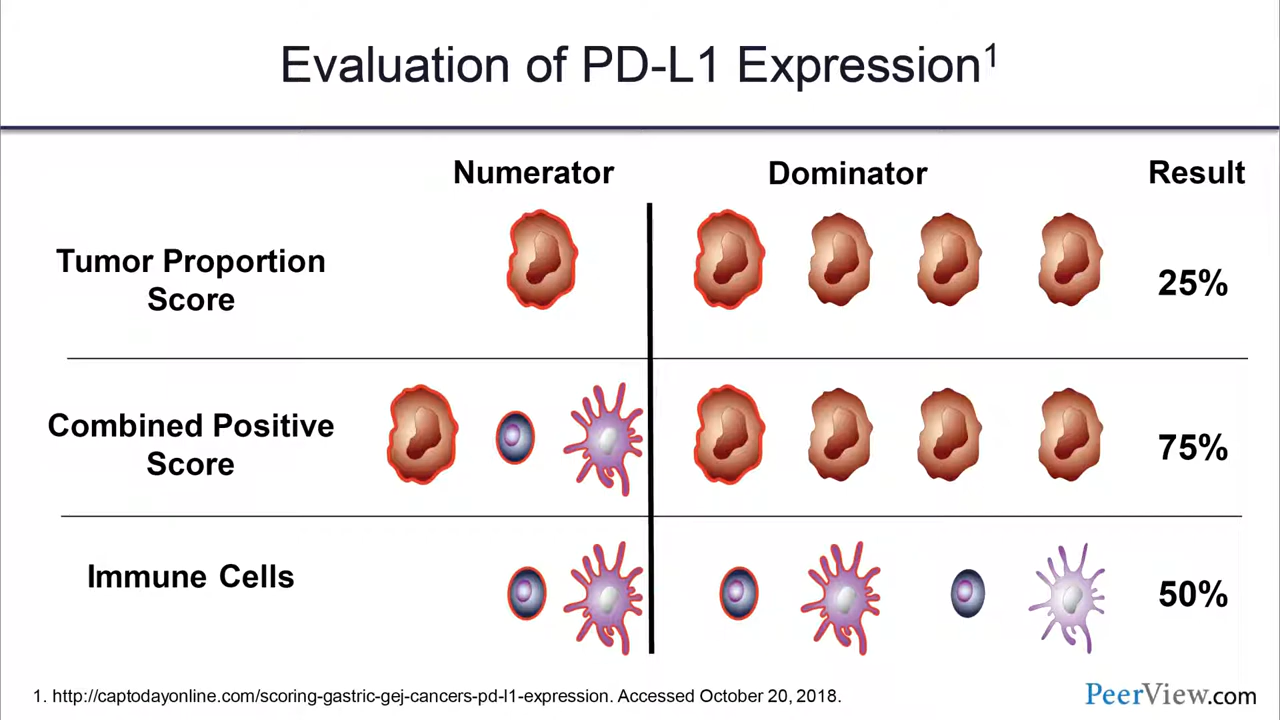 Evaluation of PD-L1 Expression1
Numerator
Dominator
Result
Tumor Proportion
Score
25%
Combined Positive
Score
75%
Immune Cells
50%
1. http://captodayonline.com/scoring-gastric-gej-cancers-pd-l1-expression. Accessed October 20, 2018.
PeerView.com